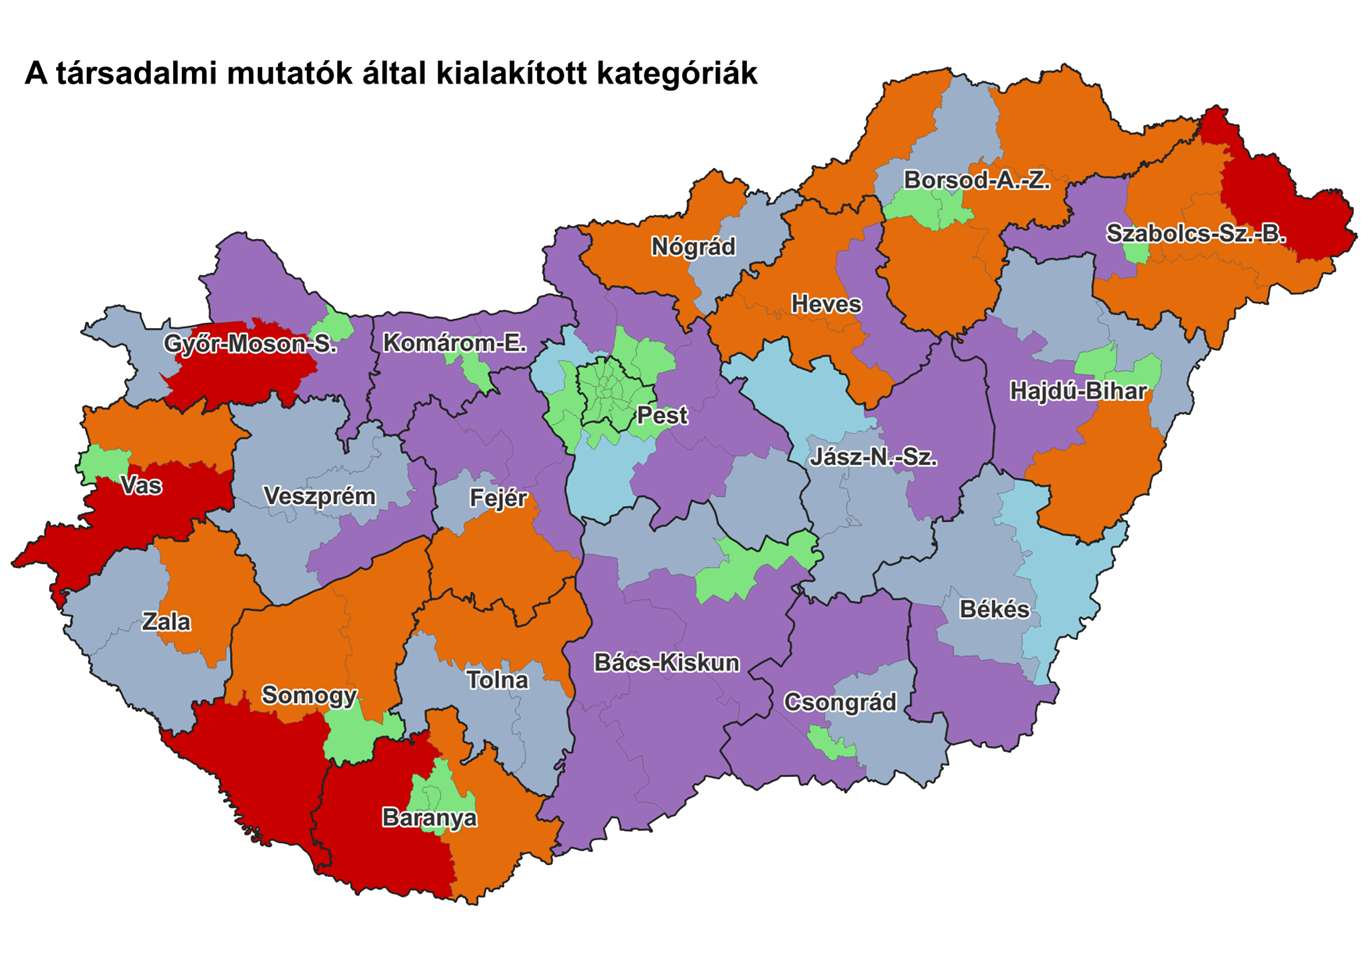 A társadalmi mutatók által kialakított kategóriák
Borsod-A.-Z.
Szabolcs-Sz.-B.
Nógrád
Heves
Győr-Moson-S.
Komárom-E.
Hajdú-Bihar
Pest
Jász-N.-Sz.
Vas
Veszprém
Fejér
Békés
Zala
Bács-Kiskun
Tolna
Somogy
Csongrád
Baranya